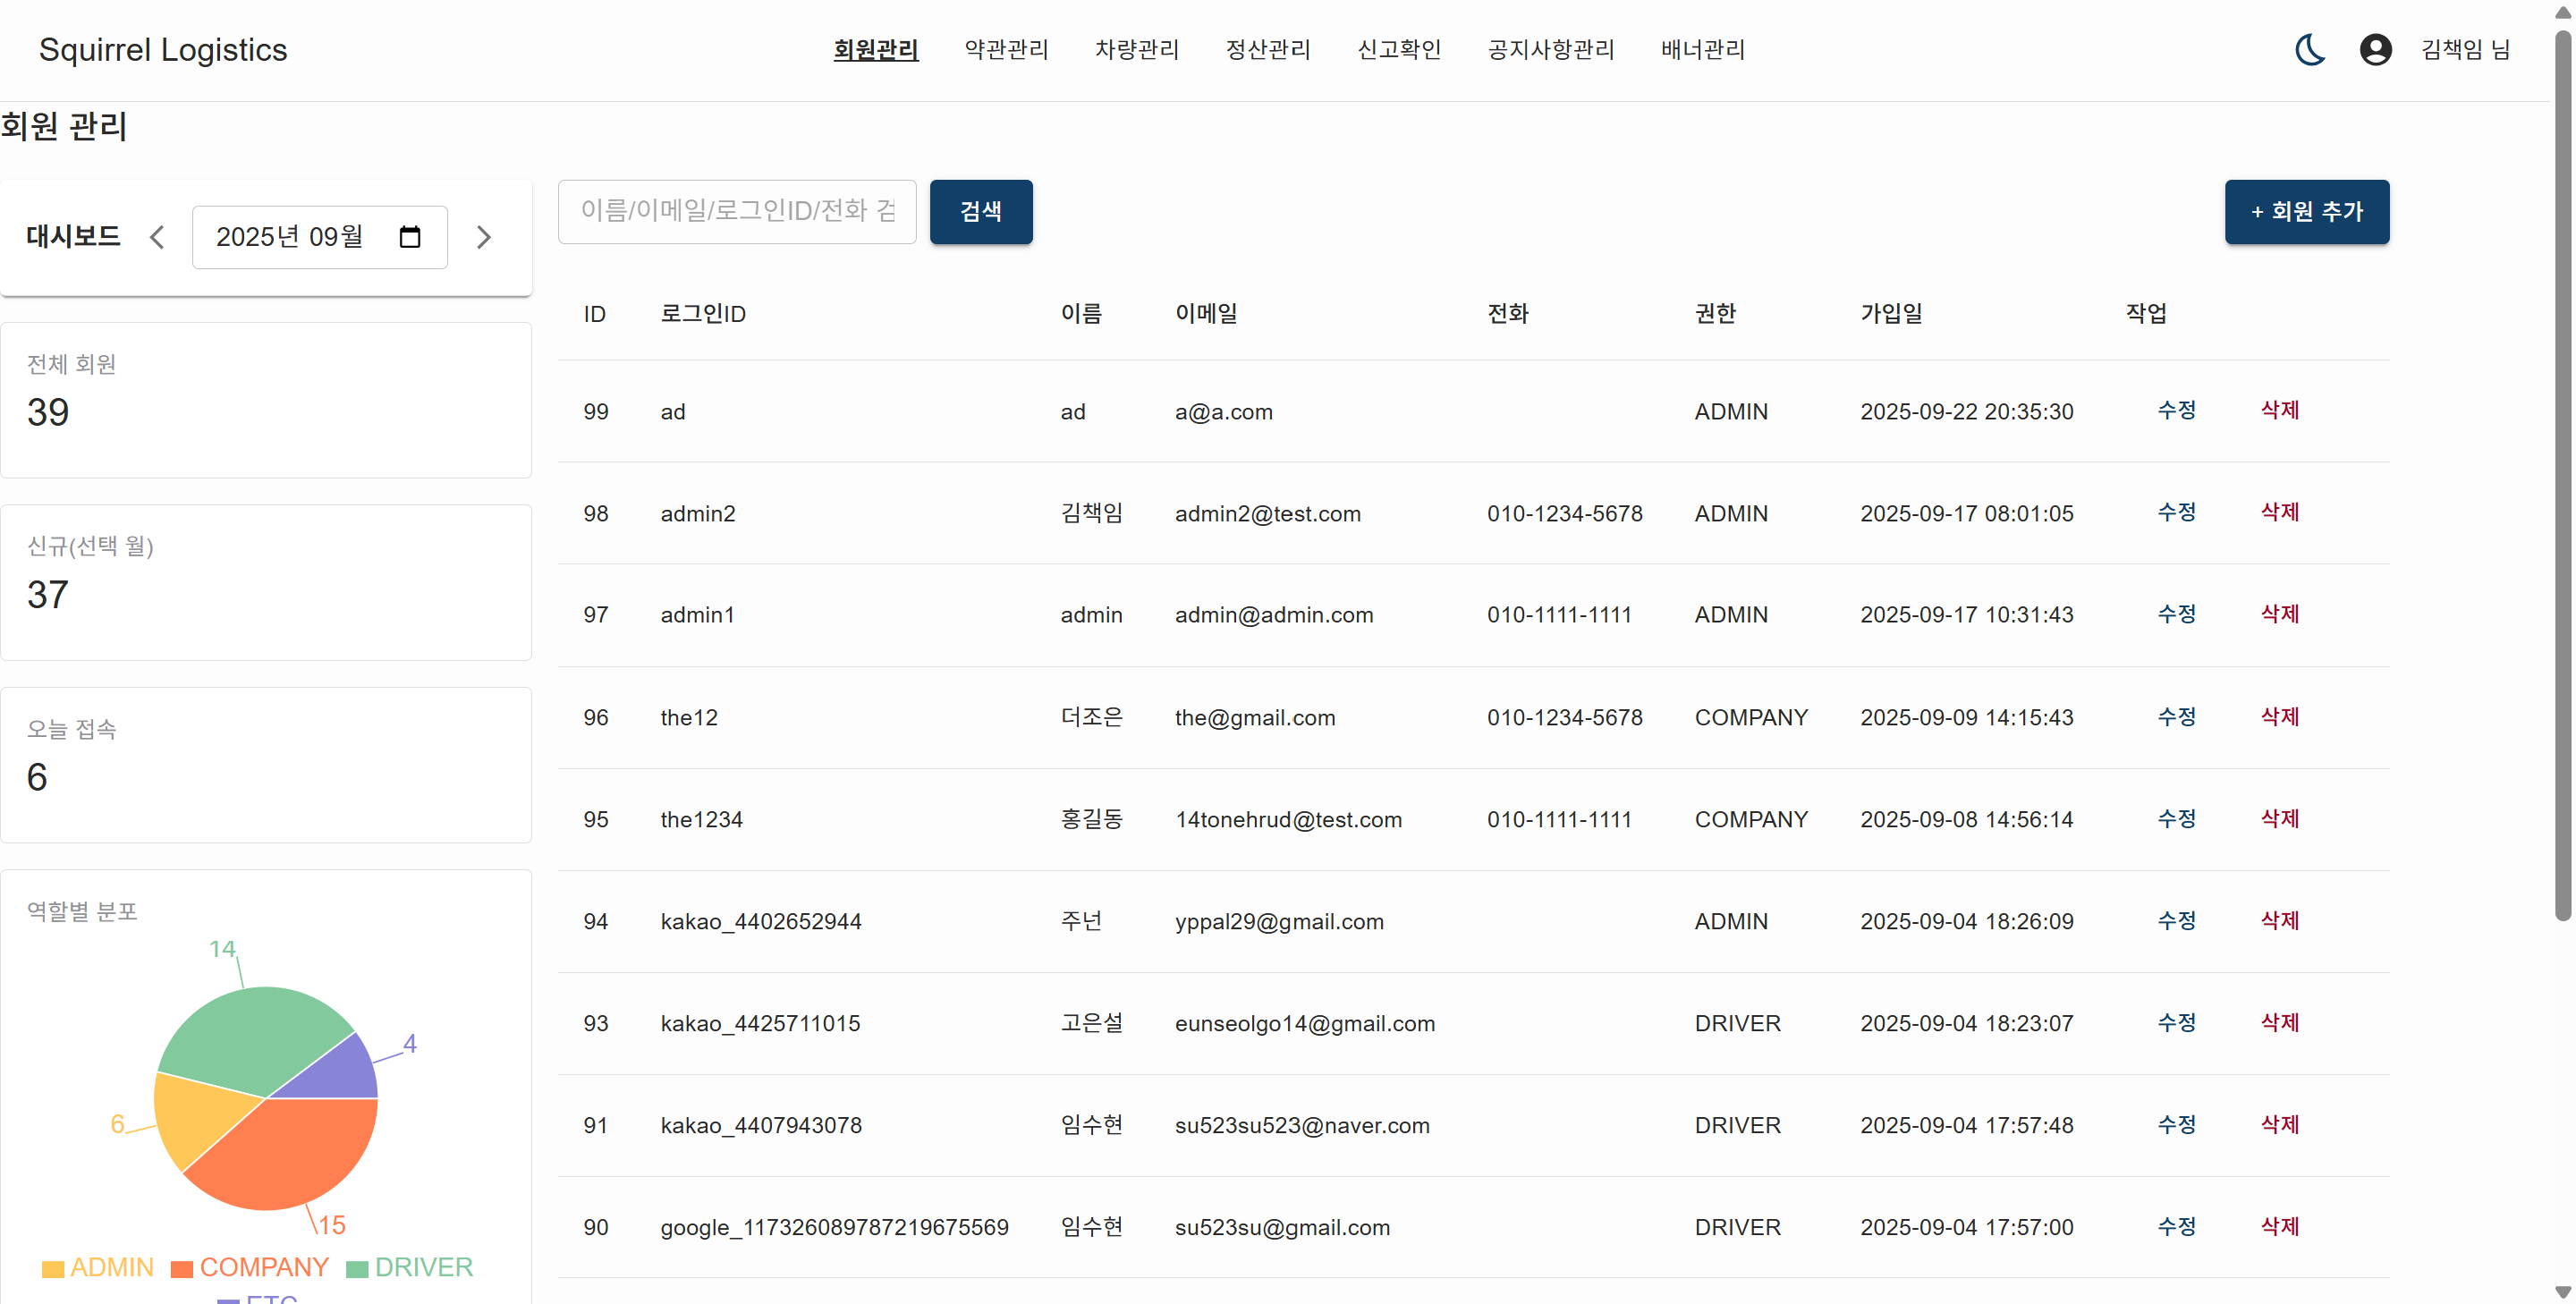 Squirrel Logistics 회원관리 약관관리 차량관리 정산관리 신고확인 공지사항관리 배너관리 김책임 님
회원 관리
대시보드 2025년 09월
전체 회원
39
신규(선택 월)
37
오늘 접속
6
역할별 분포
14
4
6
15
ADMIN COMPANY DRIVER
ETC
이름/이메일/로그인ID/전화 검 검색 + 회원 추가
ID 로그인ID 이름 이메일 전화 권한 가입일 작업
99 ad ad a@a.com ADMIN 2025-09-22 20:35:30 수정 삭제
98 admin2 김책임 admin2@test.com 010-1234-5678 ADMIN 2025-09-17 08:01:05 수정 삭제
97 admin1 admin admin@admin.com 010-1111-1111 ADMIN 2025-09-17 10:31:43 수정 삭제
96 the12 더조은 the@gmail.com 010-1234-5678 COMPANY 2025-09-09 14:15:43 수정 삭제
95 the1234 홍길동 14tonehrud@test.com 010-1111-1111 COMPANY 2025-09-08 14:56:14 수정 삭제
94 kakao_4402652944 주넌 yppal29@gmail.com ADMIN 2025-09-04 18:26:09 수정 삭제
93 kakao_4425711015 고은설 eunseolgo14@gmail.com DRIVER 2025-09-04 18:23:07 수정 삭제
91 kakao_4407943078 임수현 su523su523@naver.com DRIVER 2025-09-04 17:57:48 수정 삭제
90 google_117326089787219675569 임수현 su523su@gmail.com DRIVER 2025-09-04 17:57:00 수정 삭제